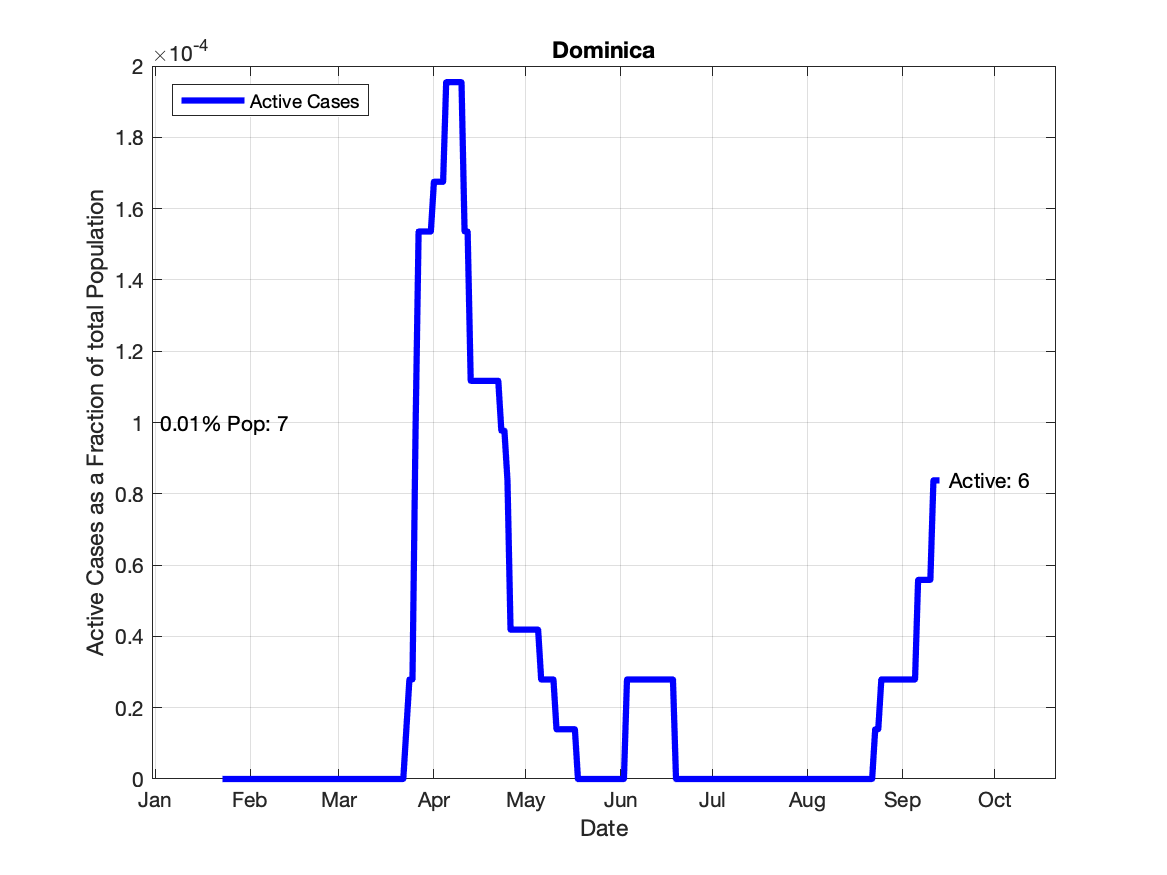 Dominica
×10-4
Active Cases
2
1.8
1.6
1.4
1.2
1
0.8
0.6
0.4
0.2
0
Active Cases as a Fraction of total Population
0.01% Pop: 7
Active: 6
Jan Feb Mar Apr May Jun Jul Aug Sep Oct
Date